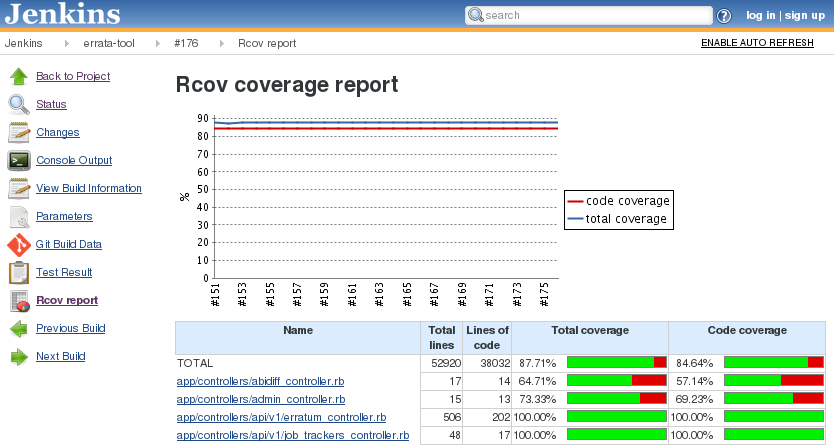 Jenkins
search
? log in | sign up
Jenkins errata-tool #176 Rcov report ENABLE AUTO REFRESH
Back to Project
Status
Changes
Console Output
View Build Information
Parameters
Git Build Data
Test Result
Rcov report
Previous Build
Next Build
Rcov coverage report
90
80
70
60
50
40
30
20
10
0
%
#151 #153 #155 #157 #159 #161 #163 #165 #167 #169 #171 #173 #175
code coverage
total coverage
Name Total lines Lines of code Total coverage Code coverage
TOTAL 52920 38032 87.71% 84.64%
app/controllers/abidiff_controller.rb 17 14 64.71% 57.14%
app/controllers/admin_controller.rb 15 13 73.33% 69.23%
app/controllers/api/v1/erratum_controller.rb 506 202 100.00% 100.00%
app/controllers/api/v1/job_trackers_controller.rb 48 17 100.00% 100.00%